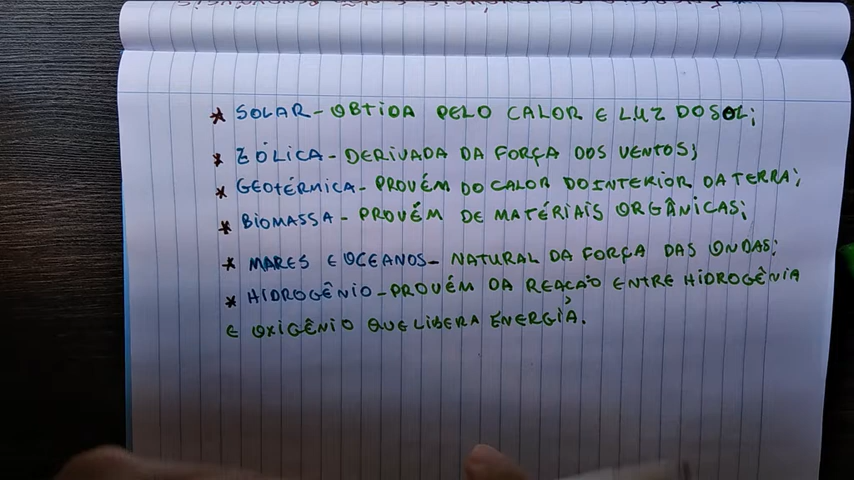 * SOLAR - OBTIDA PELO CALOR E LUZ DO SOL;
* EÓLICA - DERIVADA DA FORÇA DOS VENTOS;
* GEOTÉRMICA - PROVÉM DO CALOR DO INTERIOR DA TERRA;
* BIOMASSA - PROVÉM DE MATÉRIAIS ORGÂNICAS;
* MARES E OCEANOS - NATURAL DA FORÇA DAS ONDAS;
* HIDROGÊNIO - PROVÉM DA REAÇÃO ENTRE HIDROGÊNIA
E OXIGÊNIO QUE LIBERA ENERGIA.